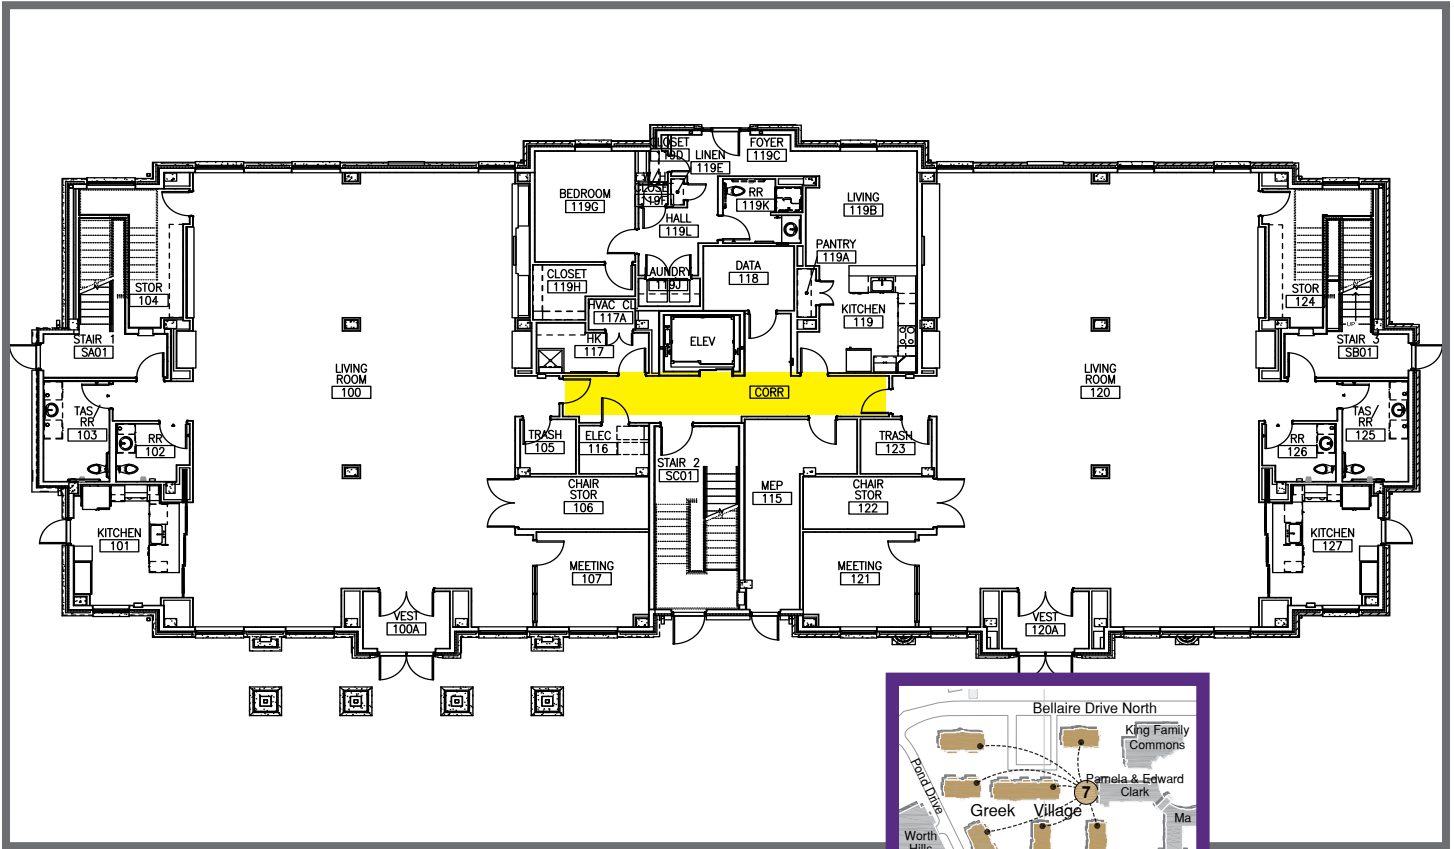 CLOSET
119D
LINEN
119E
FOYER
119C
BEDROOM
119G
CLOSET
119F
RR
119K
LIVING
119B
HALL
119L
PANTRY
119A
CLOSET
119H
LAUNDRY
119J
DATA
118
STOR
104
HVAC CL
117A
KITCHEN
119
STOR
124
UP
STAIR 1
SA01
HK
117
ELEV
STAIR 3
SB01
LIVING
ROOM
100
CORR
LIVING
ROOM
120
TAS/
RR
103
RR
102
TRASH
105
ELEC
116
STAIR 2
SC01
TRASH
123
RR
126
TAS/
RR
125
CHAIR
STOR
106
MEP
115
CHAIR
STOR
122
KITCHEN
101
KITCHEN
127
MEETING
107
MEETING
121
VEST
100A
VEST
120A
Bellaire Drive North
King Family
Commons
Pond Drive
Pamela & Edward
Clark
7
Greek Village
Ma
Worth
Hills